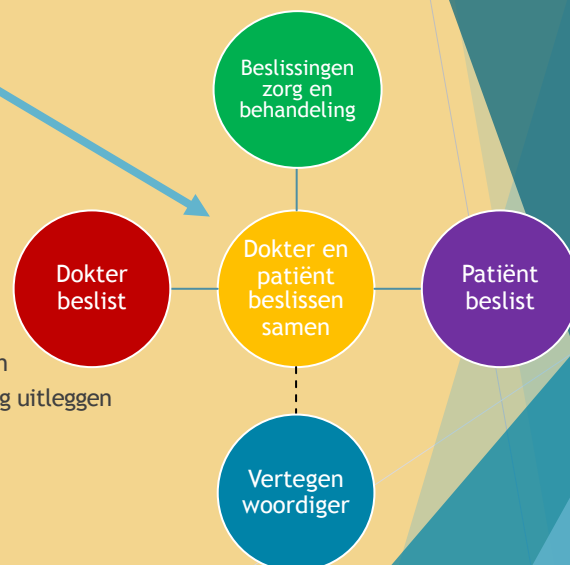 Beslissingen
zorg en
behandeling
Dokter
beslist
Dokter en
patiënt
beslissen
samen
Patiënt
beslist
uitleggen
Vertegen
woordiger